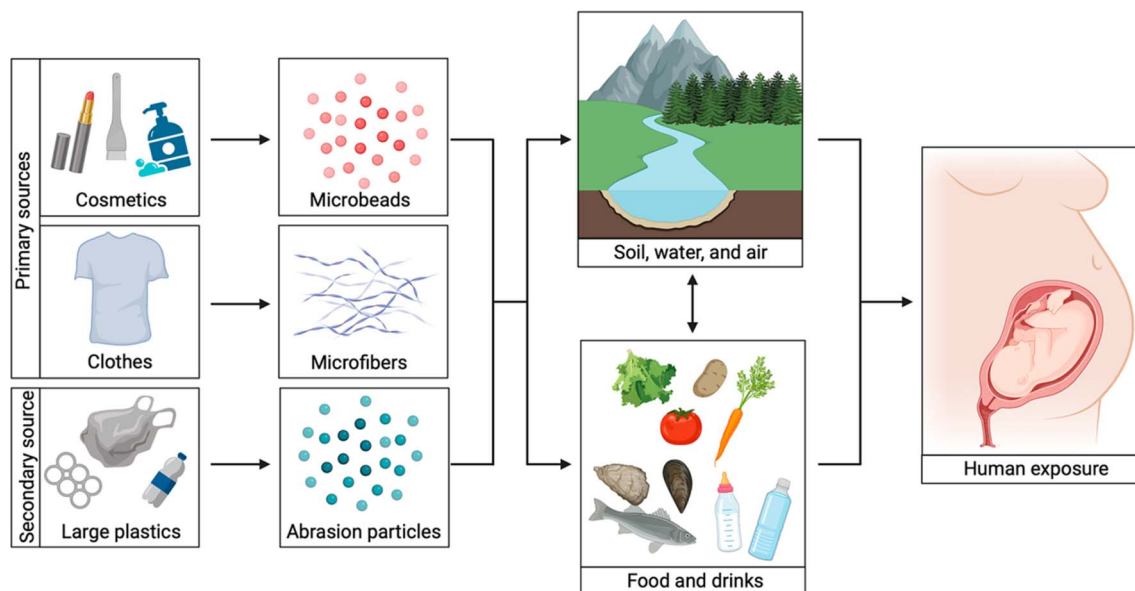 Primary sources
Cosmetics
Microbeads
Clothes
Microfibers
Secondary source
Large plastics
Abrasion particles
Soil, water, and air
Food and drinks
Human exposure